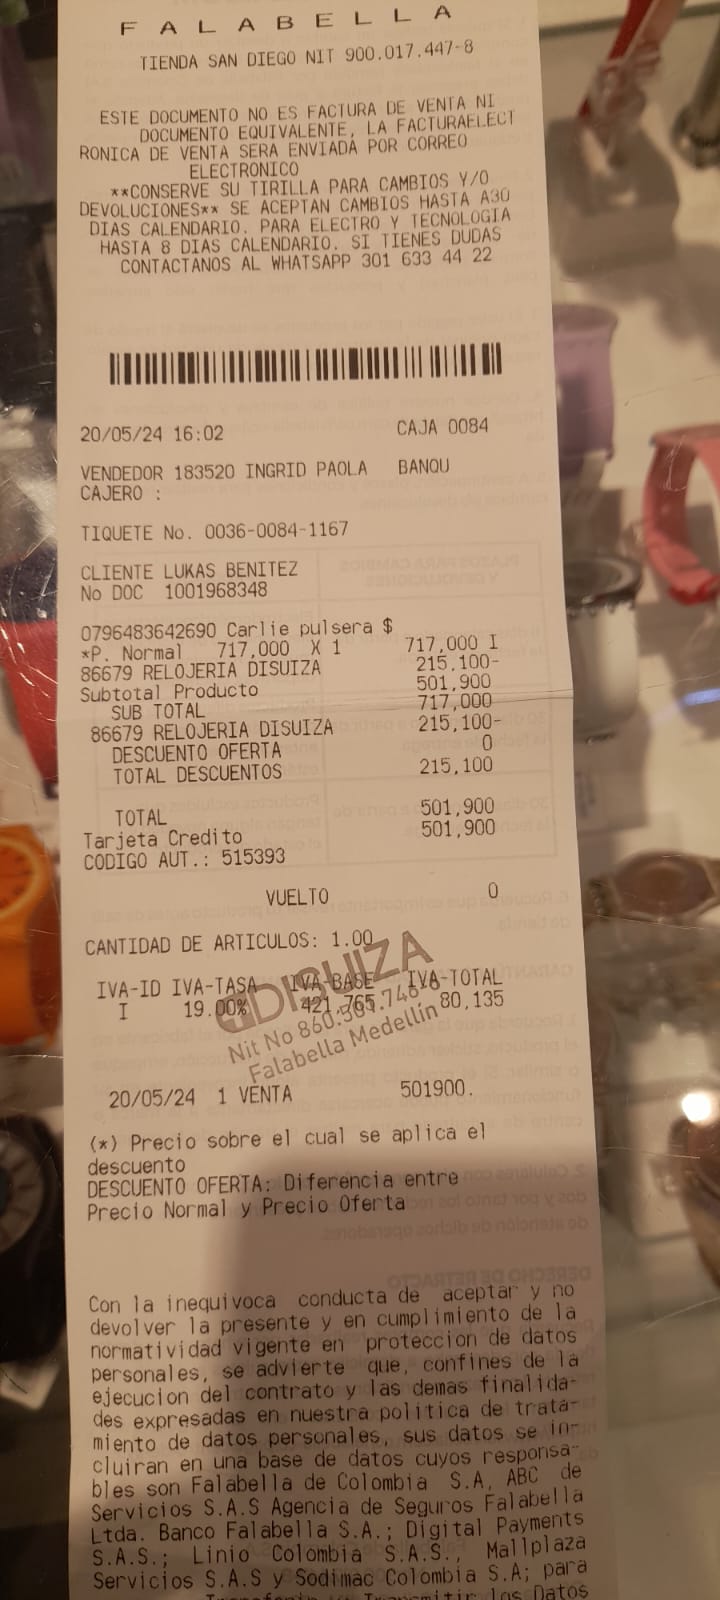 FALABELLA
TIENDA SAN DIEGO NIT 900.017.447-8
ESTE DOCUMENTO NO ES FACTURA DE VENTA NI
DOCUMENTO EQUIVALENTE, LA FACTURAELECT
RONICA DE VENTA SERA ENVIADA POR CORREO
ELECTRONICO
**CONSERVE SU TIRILLA PARA CAMBIOS Y/O
DEVOLUCIONES** SE ACEPTAN CAMBIOS HASTA A30
DIAS CALENDARIO. PARA ELECTRO Y TECNOLOGIA
HASTA 8 DIAS CALENDARIO. SI TIENES DUDAS
CONTACTANOS AL WHATSAPP 301 633 44 22
20/05/24 16:02 CAJA 0084
VENDEDOR 183520 INGRID PAOLA BANQU
CAJERO :
TIQUETE No. 0036-0084-1167
CLIENTE LUKAS BENITEZ
No DOC 1001968348
0796483642690 Carlie pulsera $
*P. Normal 717,000 X 1 717,000 I
86679 RELOJERIA DISUIZA 215,100-
Subtotal Producto 501,900
SUB TOTAL 717,000
86679 RELOJERIA DISUIZA 215,100-
DESCUENTO OFERTA 0
TOTAL DESCUENTOS 215,100
TOTAL 501,900
Tarjeta Credito 501,900
CODIGO AUT.: 515393
VUELTO 0
CANTIDAD DE ARTICULOS: 1.00
IVA-ID IVA-TASA IVA-BASE IVA-TOTAL
I 19.00% 421,765 80,135
DISUIZA
Nit No 860.
Falabella Medellín
20/05/24 1 VENTA 501900.
(*) Precio sobre el cual se aplica el
descuento
DESCUENTO OFERTA: Diferencia entre
Precio Normal y Precio Oferta
Con la inequivoca conducta de aceptar y no
devolver la presente y en cumplimiento de la
normatividad vigente en proteccion de datos
personales, se advierte que, confines de la
ejecucion del contrato y las demas finalida-
des expresadas en nuestra politica de trata-
miento de datos personales, sus datos se in-
cluiran en una base de datos cuyos responsa-
bles son Falabella de Colombia S.A, ABC de
Servicios S.A.S Agencia de Seguros Falabella
Ltda. Banco Falabella S.A.; Digital Payments
S.A.S.; Linio Colombia S.A.S., Mallplaza
Servicios S.A.S y Sodimac Colombia S.A; para
los Datos